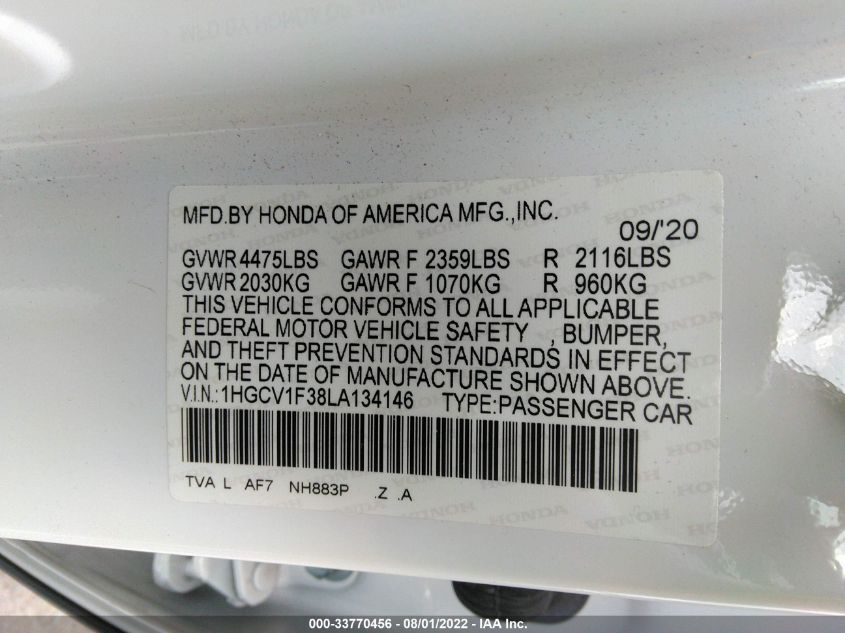 MFD.BY HONDA OF AMERICA MFG.,INC.
09/'20
GVWR 4475LBS GAWR F 2359LBS R 2116LBS
GVWR 2030KG GAWR F 1070KG R 960KG
THIS VEHICLE CONFORMS TO ALL APPLICABLE
FEDERAL MOTOR VEHICLE SAFETY , BUMPER,
AND THEFT PREVENTION STANDARDS IN EFFECT
ON THE DATE OF MANUFACTURE SHOWN ABOVE.
V.I.N.:1HGCV1F38LA134146 TYPE:PASSENGER CAR
TVA L AF7 NH883P .Z .A
HONDA HONDA HONDA
000-33770456 - 08/01/2022 - IAA Inc.